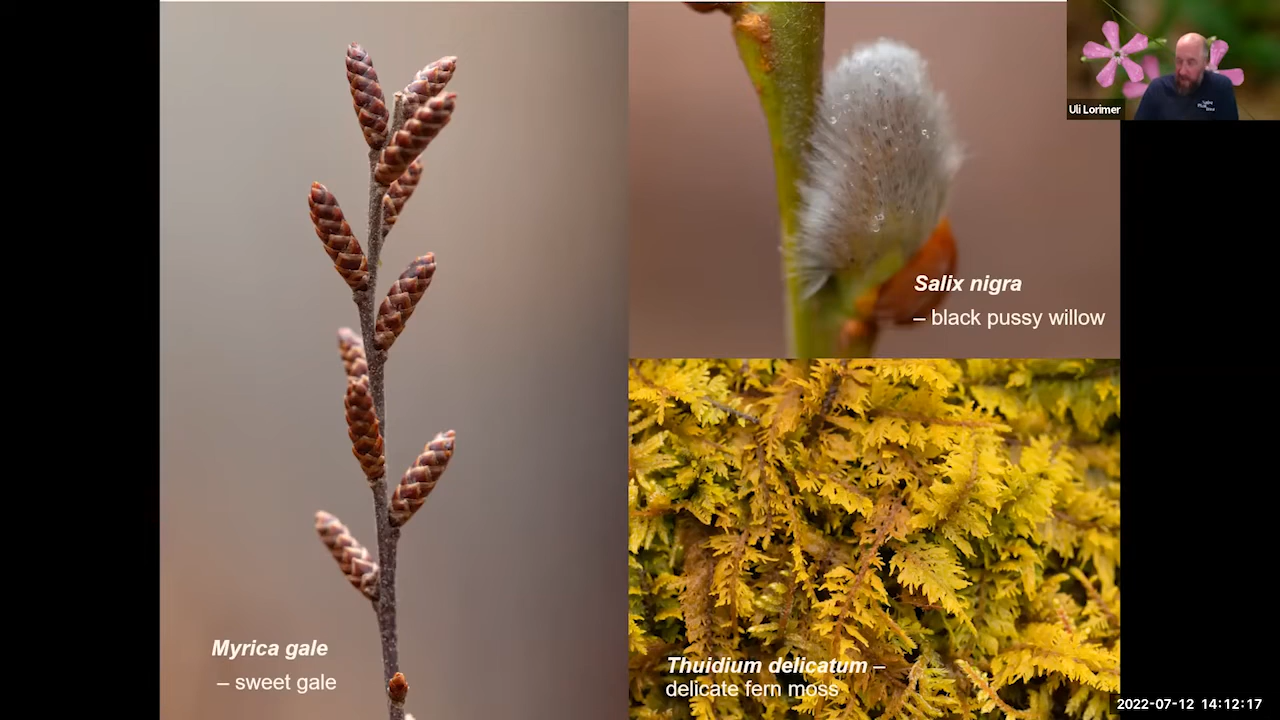 Uli Lorimer
Salix nigra
– black pussy willow
Myrica gale
– sweet gale
Thuidium delicatum –
delicate fern moss
2022-07-12 14:12:17